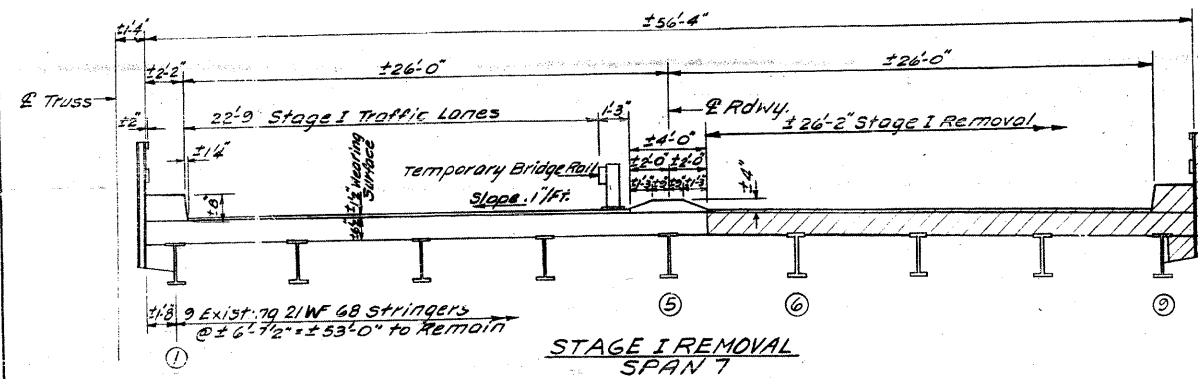 ±56'-4"
±1'-4"
±2'-2"
±26'-0"
±26'-0"
℄ Truss
±2"
22'-9 Stage I Traffic Lanes
1'-3"
℄ Rdwy.
±26'-2" Stage I Removal
±4'-0"
±2'-0" ±2'-0"
±4"
±1¼"
±8"
±1½" Wearing
Surface
Temporary Bridge Rail
Slope .1"/Ft.
±1'-8 9 Existing 21WF 68 Stringers
@ ± 6'-7½" = ±53'-0" to Remain
1
5
6
9
STAGE I REMOVAL
SPAN 7